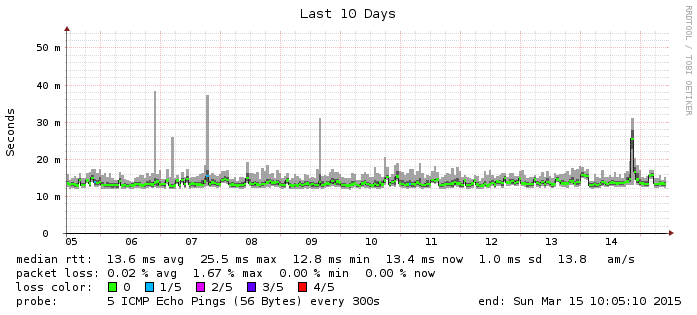 Last 10 Days
RRDTOOL / TOBI OETIKER
Seconds
50 m
40 m
30 m
20 m
10 m
0
05 06 07 08 09 10 11 12 13 14
median rtt: 13.6 ms avg 25.5 ms max 12.8 ms min 13.4 ms now 1.0 ms sd 13.8 am/s
packet loss: 0.02 % avg 1.67 % max 0.00 % min 0.00 % now
loss color: 0 1/5 2/5 3/5 4/5
probe: 5 ICMP Echo Pings (56 Bytes) every 300s end: Sun Mar 15 10:05:10 2015